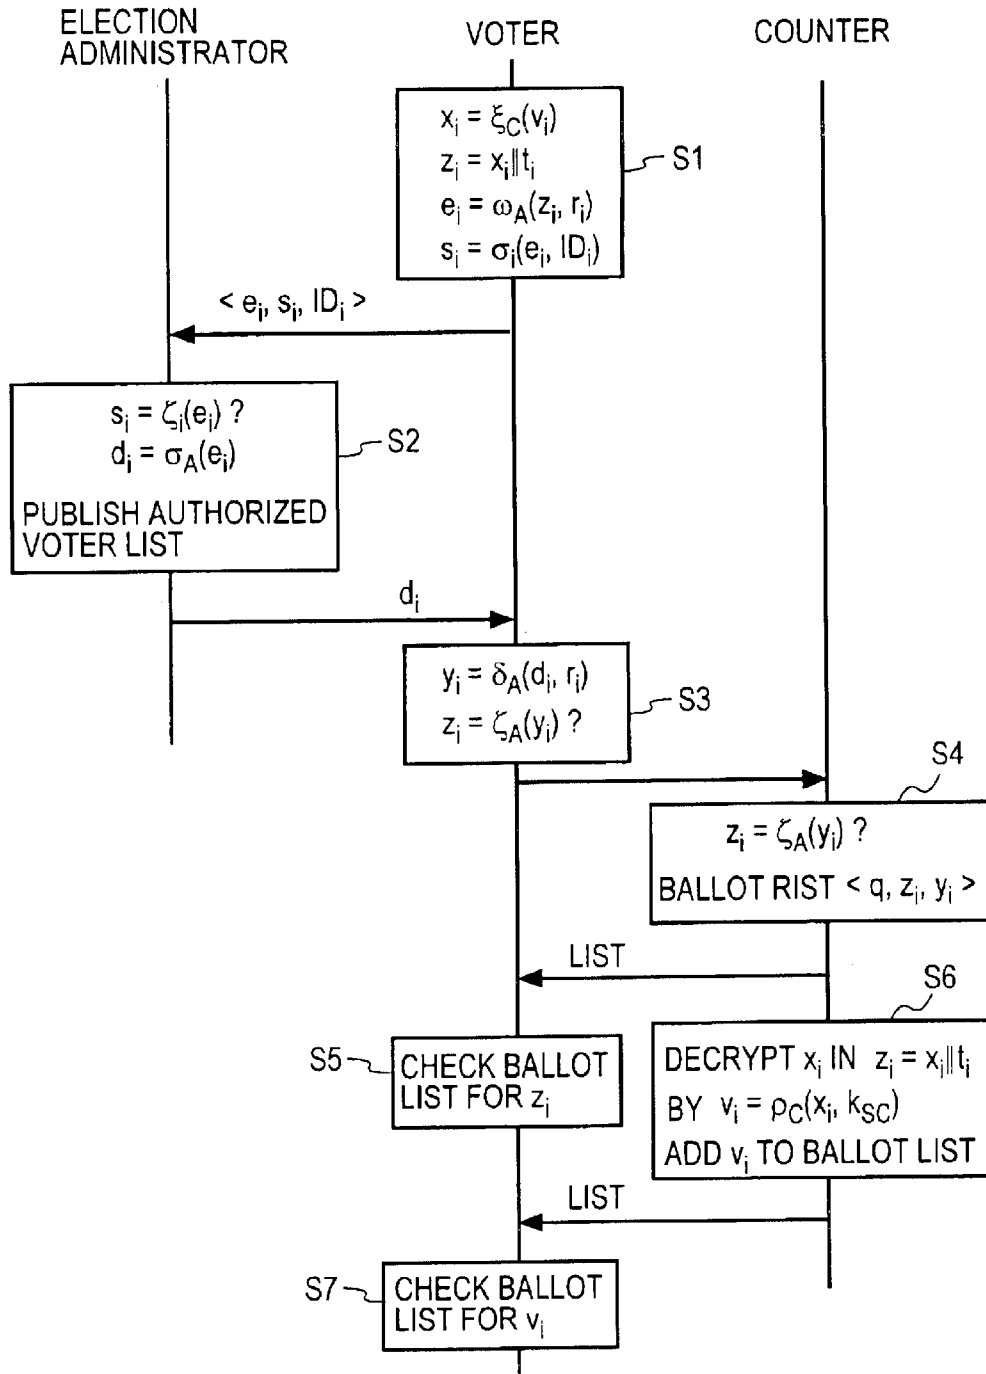 ELECTION
ADMINISTRATOR
VOTER
COUNTER
xᵢ = ξC(vᵢ)
zᵢ = xᵢ||tᵢ
eᵢ = ωA(zᵢ, rᵢ)
sᵢ = σᵢ(eᵢ, IDᵢ)
S1
< eᵢ, sᵢ, IDᵢ >
sᵢ = ζᵢ(eᵢ) ?
dᵢ = σA(eᵢ)
PUBLISH AUTHORIZED
VOTER LIST
S2
dᵢ
yᵢ = δA(dᵢ, rᵢ)
zᵢ = ζA(yᵢ) ?
S3
S4
zᵢ = ζA(yᵢ) ?
BALLOT RIST < q, zᵢ, yᵢ >
LIST
S5
CHECK BALLOT
LIST FOR zᵢ
S6
DECRYPT xᵢ IN zᵢ = xᵢ||tᵢ
BY vᵢ = ρC(xᵢ, kSC)
ADD vᵢ TO BALLOT LIST
LIST
S7
CHECK BALLOT
LIST FOR vᵢ